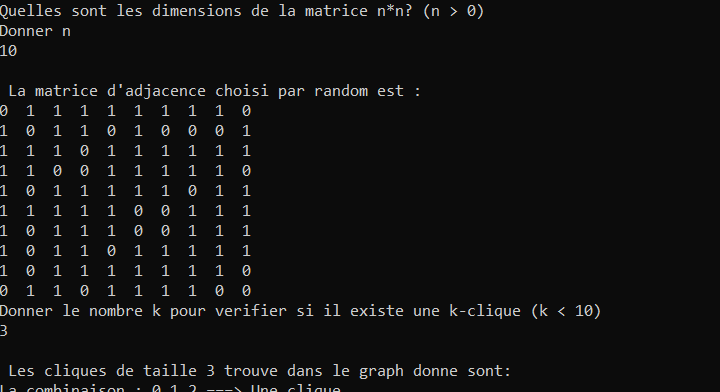 Quelles sont les dimensions de la matrice n*n? (n > 0)
Donner n
10
La matrice d'adjacence choisi par random est :
0 1 1 1 1 1 1 1 1 0
1 0 1 1 0 1 0 0 0 1
1 1 1 0 1 1 1 1 1 1
1 1 0 0 1 1 1 1 1 0
1 0 1 1 1 1 1 0 1 1
1 1 1 1 1 0 0 1 1 1
1 0 1 1 1 0 0 1 1 1
1 0 1 1 0 1 1 1 1 1
1 0 1 1 1 1 1 1 1 0
0 1 1 0 1 1 1 1 0 0
Donner le nombre k pour verifier si il existe une k-clique (k < 10)
3
Les cliques de taille 3 trouve dans le graph donne sont:
La combinaison : 0 1 2 ===> Une clique